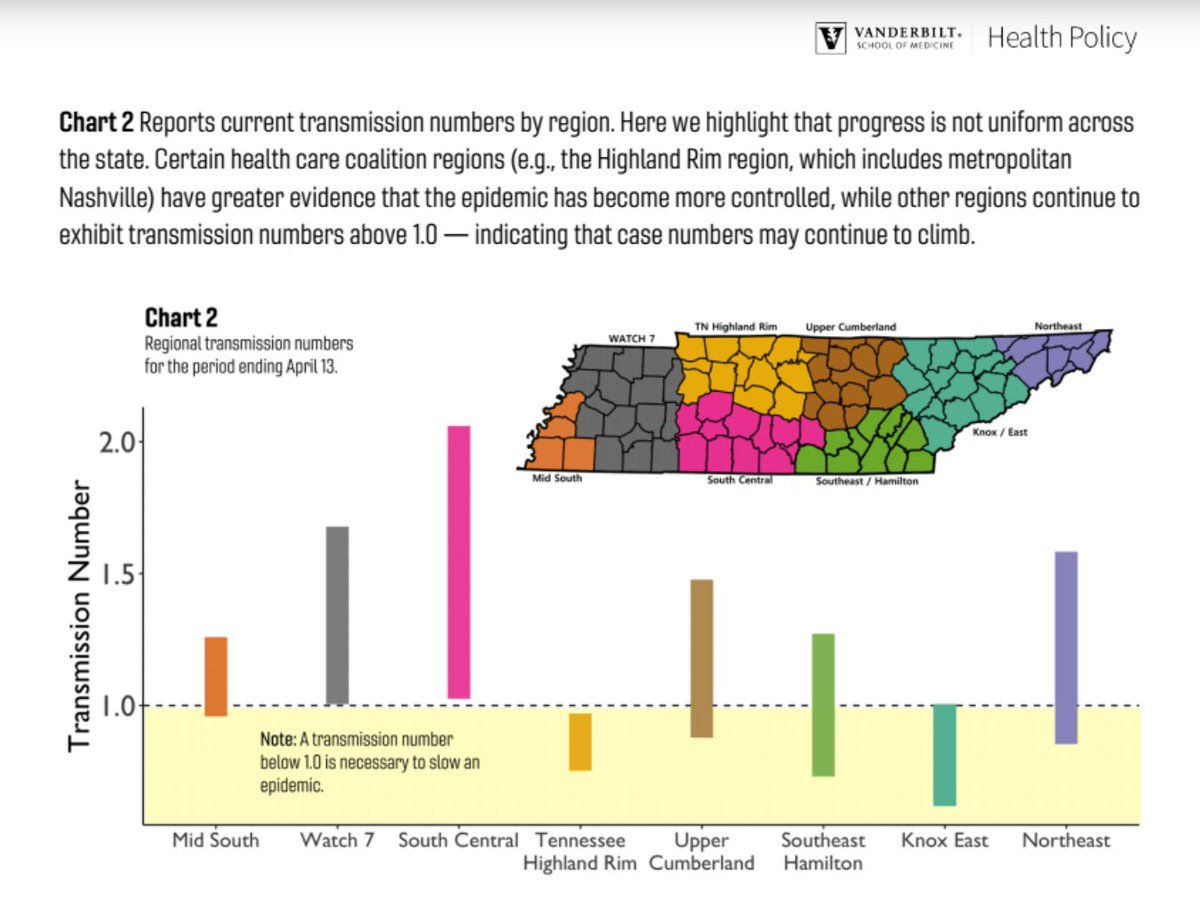 VANDERBILT®
SCHOOL OF MEDICINE
Health Policy
Chart 2 Reports current transmission numbers by region. Here we highlight that progress is not uniform across
the state. Certain health care coalition regions (e.g., the Highland Rim region, which includes metropolitan
Nashville) have greater evidence that the epidemic has become more controlled, while other regions continue to
exhibit transmission numbers above 1.0 — indicating that case numbers may continue to climb.
Chart 2
Regional transmission numbers
for the period ending April 13.
WATCH 7
TN Highland Rim
Upper Cumberland
Northeast
Knox / East
Mid South
South Central
Southeast / Hamilton
Transmission Number
2.0
1.5
1.0
Note: A transmission number
below 1.0 is necessary to slow an
epidemic.
Mid South
Watch 7
South Central
Tennessee
Highland Rim
Upper
Cumberland
Southeast
Hamilton
Knox East
Northeast